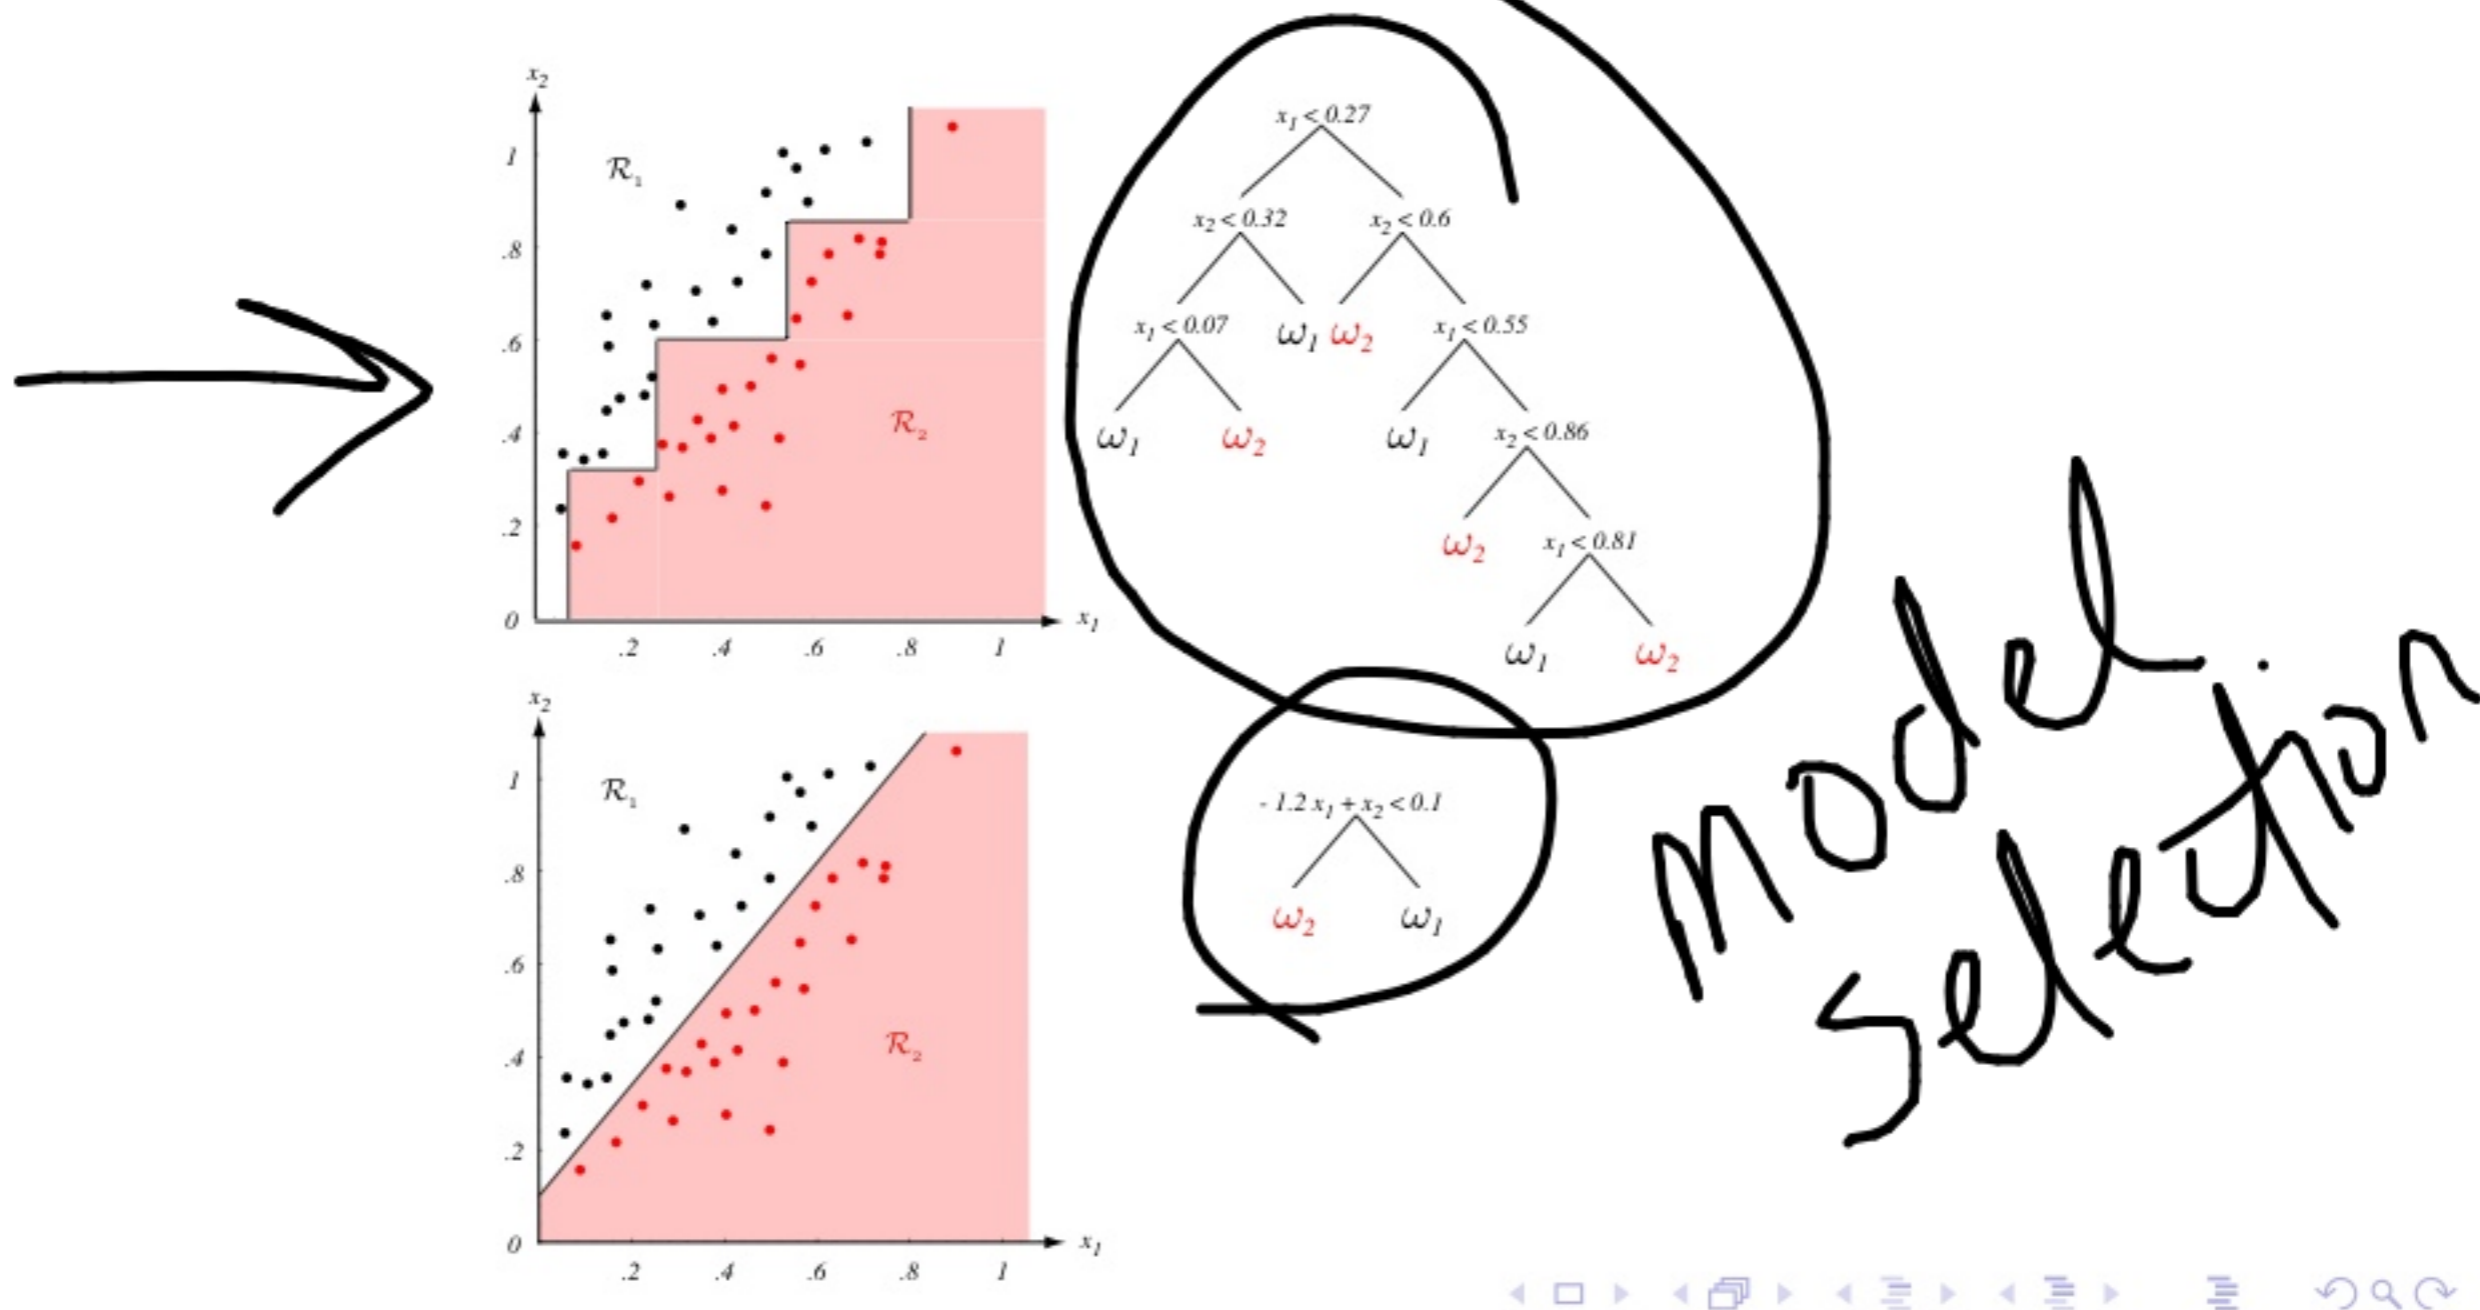 x2
1
.8
.6
.4
.2
0
R1
R2
.2 .4 .6 .8 1
x1
x1 < 0.27
x2 < 0.32 x2 < 0.6
x1 < 0.07 ω1 ω2 x1 < 0.55
ω1 ω2 ω1 x2 < 0.86
ω2 x1 < 0.81
ω1 ω2
x2
1
.8
.6
.4
.2
0
R1
R2
.2 .4 .6 .8 1
x1
- 1.2 x1 + x2 < 0.1
ω2 ω1
Model
selection